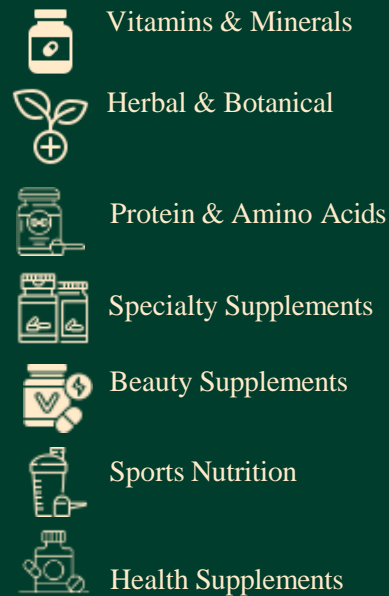 Vitamins & Minerals
Herbal & Botanical
Protein & Amino Acids
Specialty Supplements
Beauty Supplements
Sports Nutrition
Health Supplements